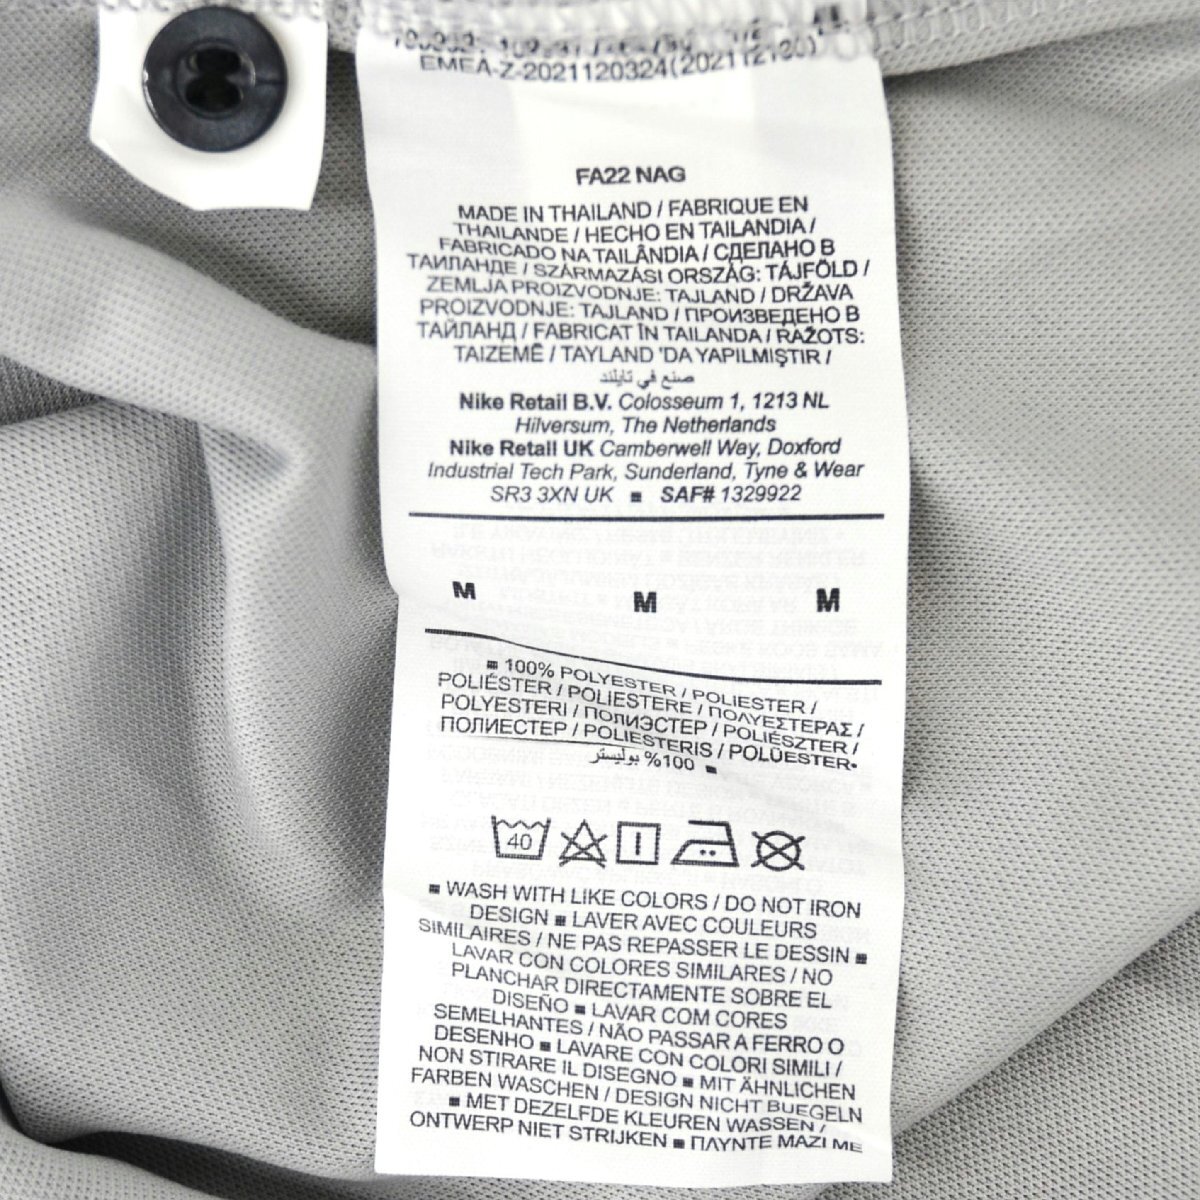 EMEA-Z-2021120324(20211
FA22 NAG
MADE IN THAILAND / FABRIQUE EN
THAILANDE / HECHO EN TAILANDIA /
FABRICADO NA TAILÂNDIA / СДЕЛАНО В
ТАИЛАНДЕ / SZÁRMAZÁSI ORSZÁG: TÁJFÖLD /
ZEMLJA PROIZVODNJE: TAJLAND / DRŽAVA
PROIZVODNJE: TAJLAND / ПРОИЗВЕДЕНО В
ТАЙЛАНД / FABRICAT ÎN TAILANDA / RAŽOTS:
TAIZEMĒ / TAYLAND 'DA YAPILMIŞTIR /
صنع في تايلند
Nike Retail B.V. Colosseum 1, 1213 NL
Hilversum, The Netherlands
Nike Retail UK Camberwell Way, Doxford
Industrial Tech Park, Sunderland, Tyne & Wear
SR3 3XN UK ■ SAF# 1329922
M M M
■ 100% POLYESTER / POLIESTER /
POLIÉSTER / POLIESTERE / ΠΟΛΥΕΣΤΕΡΑΣ /
POLYESTERI / ПОЛИЭСТЕР / POLIÉSZTER /
ПОЛИЕСТЕР / POLIESTERIS / POLÜESTER■
100% بوليستر ■
40
■ WASH WITH LIKE COLORS / DO NOT IRON
DESIGN ■ LAVER AVEC COULEURS
SIMILAIRES / NE PAS REPASSER LE DESSIN ■
LAVAR CON COLORES SIMILARES / NO
PLANCHAR DIRECTAMENTE SOBRE EL
DISEÑO ■ LAVAR COM CORES
SEMELHANTES / NÃO PASSAR A FERRO O
DESENHO ■ LAVARE CON COLORI SIMILI /
NON STIRARE IL DISEGNO ■ MIT ÄHNLICHEN
FARBEN WASCHEN / DESIGN NICHT BUEGELN
■ MET DEZELFDE KLEUREN WASSEN /
ONTWERP NIET STRIJKEN ■ ΠΛΥΝΤΕ ΜΑΖΙ ΜΕ